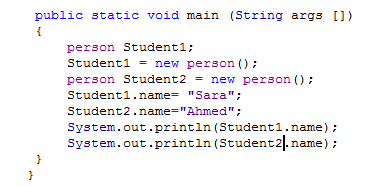 public static void main (String args [])
{
person Student1;
Student1 = new person();
person Student2 = new person();
Student1.name= "Sara";
Student2.name="Ahmed";
System.out.println(Student1.name);
System.out.println(Student2.name);
}
}